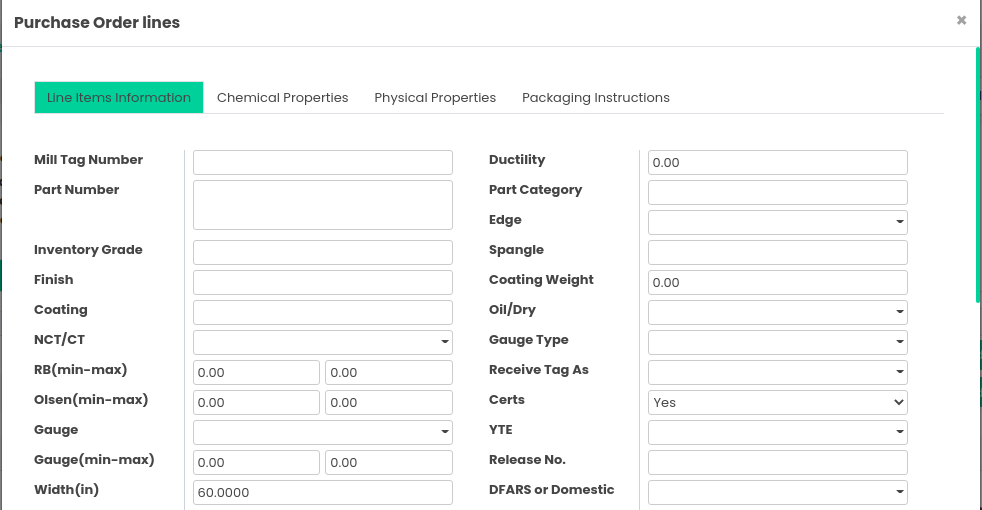 Purchase Order lines
×
Line Items Information Chemical Properties Physical Properties Packaging Instructions
Mill Tag Number
Part Number
Inventory Grade
Finish
Coating
NCT/CT
RB(min-max) 0.00 0.00
Olsen(min-max) 0.00 0.00
Gauge
Gauge(min-max) 0.00 0.00
Width(in) 60.0000
Ductility 0.00
Part Category
Edge
Spangle
Coating Weight 0.00
Oil/Dry
Gauge Type
Receive Tag As
Certs Yes
YTE
Release No.
DFARS or Domestic